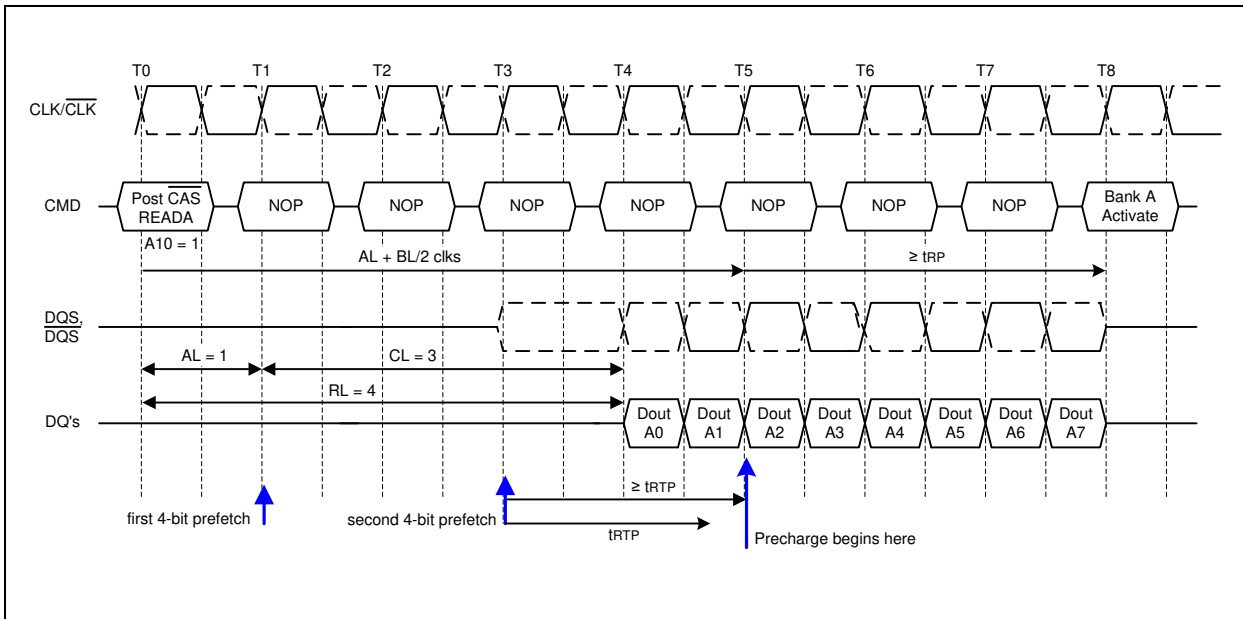 T0 T1 T2 T3 T4 T5 T6 T7 T8
CLK/CLK
CMD
Post CAS
READA
NOP NOP NOP NOP NOP NOP NOP
Bank A
Activate
A10 = 1
AL + BL/2 clks
≥ tRP
DQS,
DQS
AL = 1
CL = 3
RL = 4
DQ's
Dout
A0
Dout
A1
Dout
A2
Dout
A3
Dout
A4
Dout
A5
Dout
A6
Dout
A7
≥ tRTP
first 4-bit prefetch
second 4-bit prefetch
tRTP
Precharge begins here